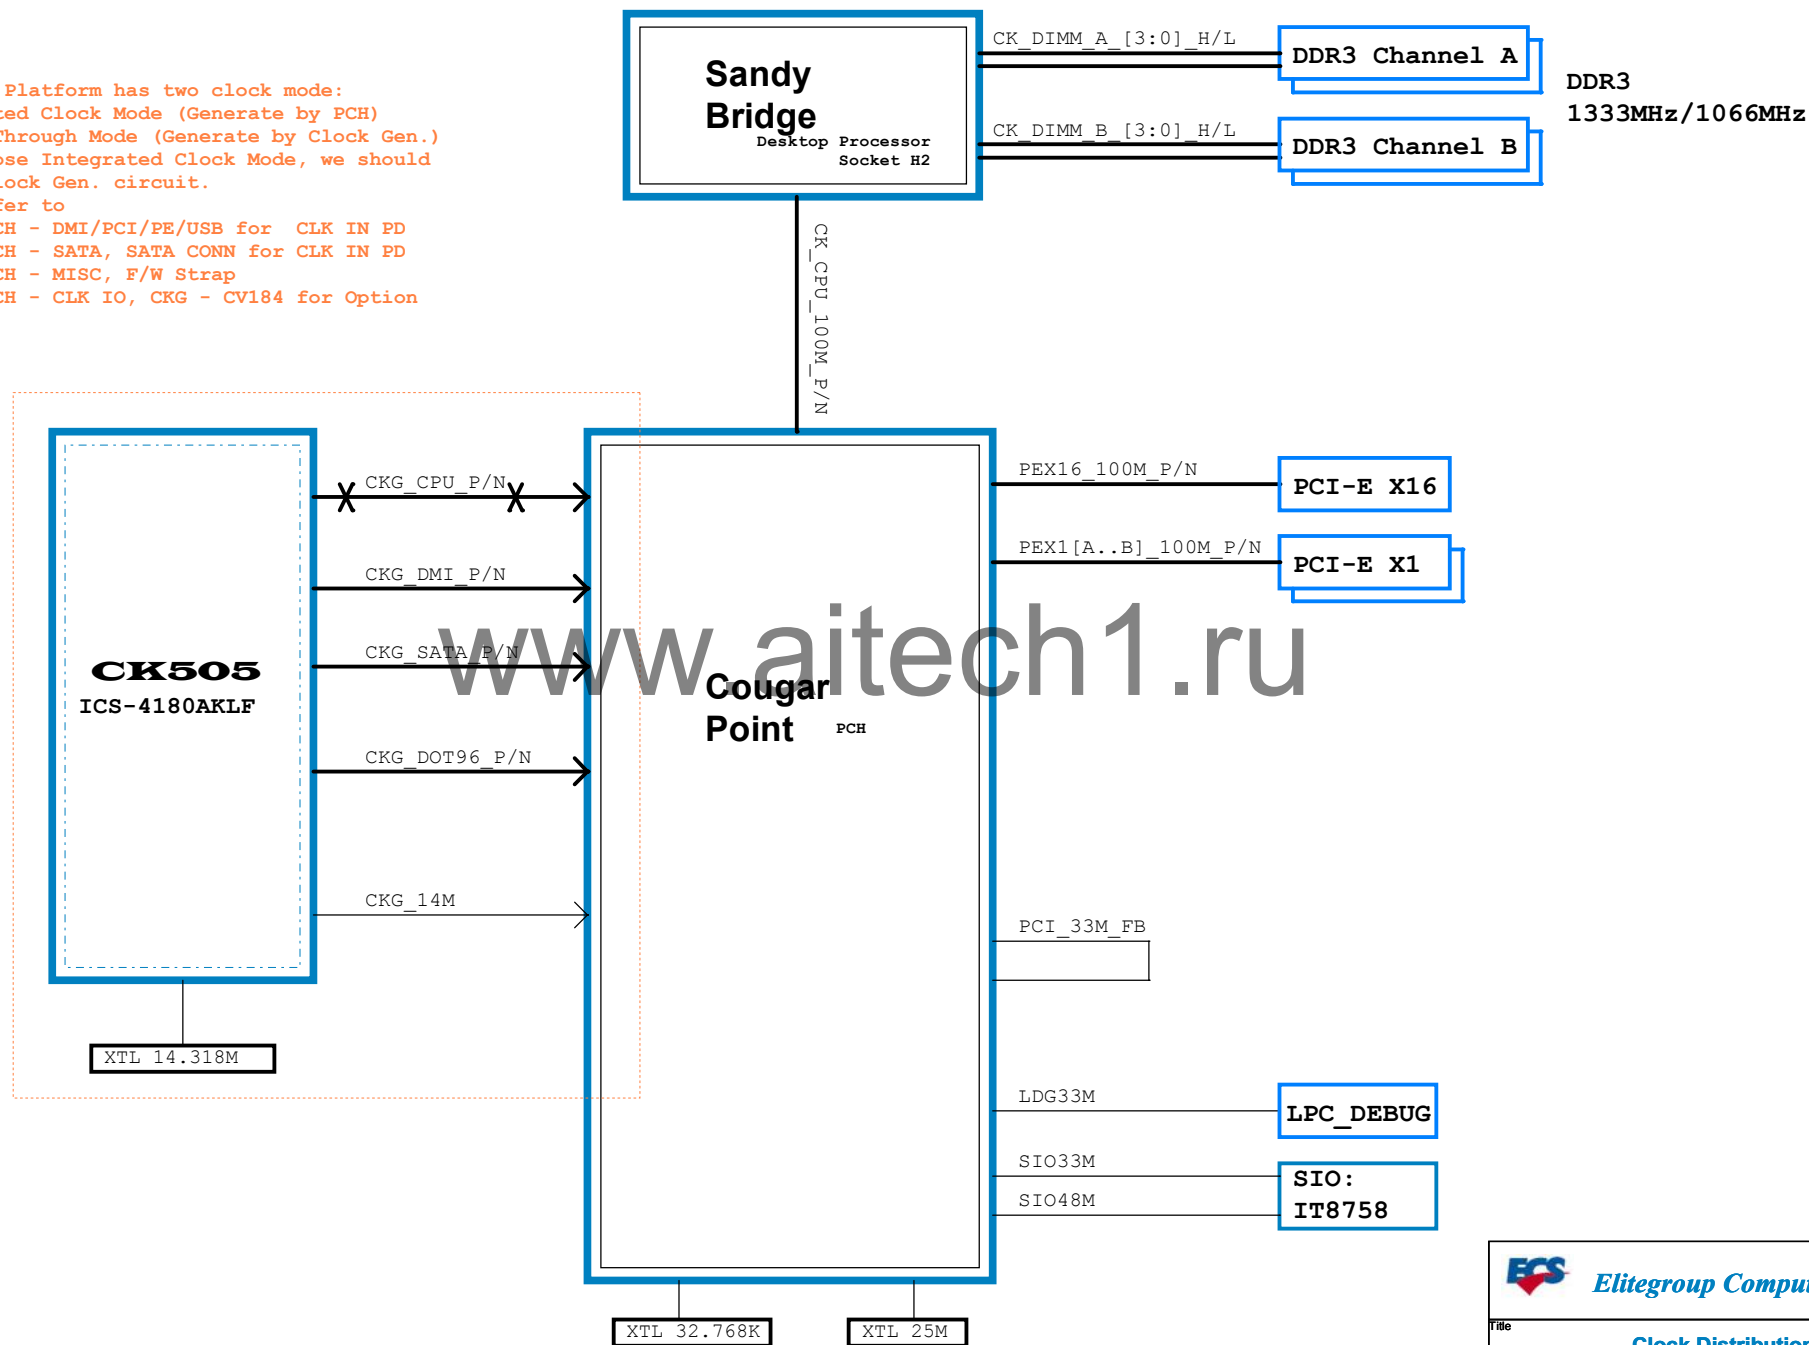 Platform has two clock mode:
ted Clock Mode (Generate by PCH)
Through Mode (Generate by Clock Gen.)
ose Integrated Clock Mode, we should
lock Gen. circuit.
fer to
CH - DMI/PCI/PE/USB for CLK IN PD
CH - SATA, SATA CONN for CLK IN PD
CH - MISC, F/W Strap
CH - CLK IO, CKG - CV184 for Option
Sandy
Bridge
Desktop Processor
Socket H2
CK_DIMM_A_[3:0]_H/L
DDR3 Channel A
CK_DIMM_B_[3:0]_H/L
DDR3 Channel B
DDR3
1333MHz/1066MHz
CK_CPU_100M_P/N
CK505
ICS-4180AKLF
CKG_CPU_P/N
CKG_DMI_P/N
CKG_SATA_P/N
CKG_DOT96_P/N
CKG_14M
XTL 14.318M
www.aitech1.ru
Cougar
Point
PCH
PEX16_100M_P/N
PCI-E X16
PEX1[A..B]_100M_P/N
PCI-E X1
PCI_33M_FB
LDG33M
LPC_DEBUG
SIO33M
SIO48M
SIO:
IT8758
XTL 32.768K
XTL 25M
ECS
Elitegroup Compu
Title
Clock Distribution